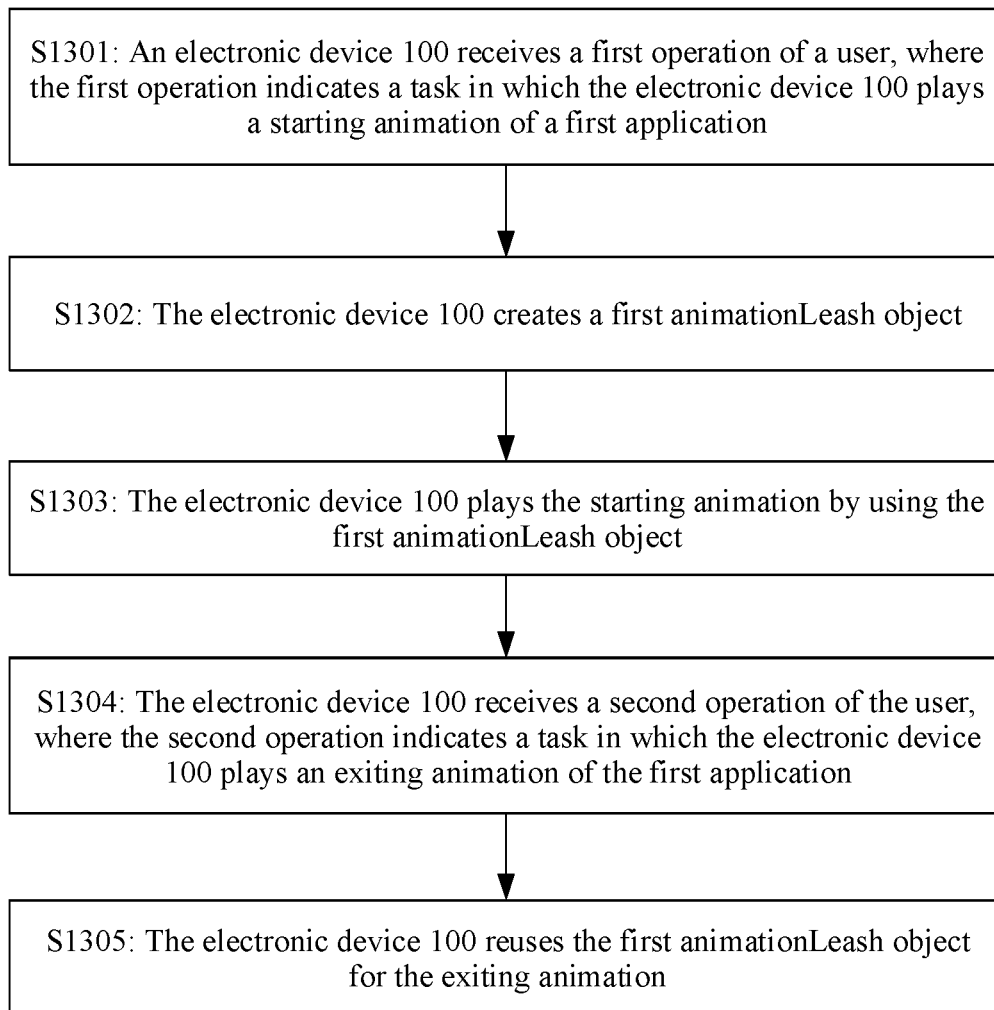 S1301: An electronic device 100 receives a first operation of a user, where
the first operation indicates a task in which the electronic device 100 plays
a starting animation of a first application
S1302: The electronic device 100 creates a first animationLeash object
S1303: The electronic device 100 plays the starting animation by using the
first animationLeash object
S1304: The electronic device 100 receives a second operation of the user,
where the second operation indicates a task in which the electronic device
100 plays an exiting animation of the first application
S1305: The electronic device 100 reuses the first animationLeash object
for the exiting animation